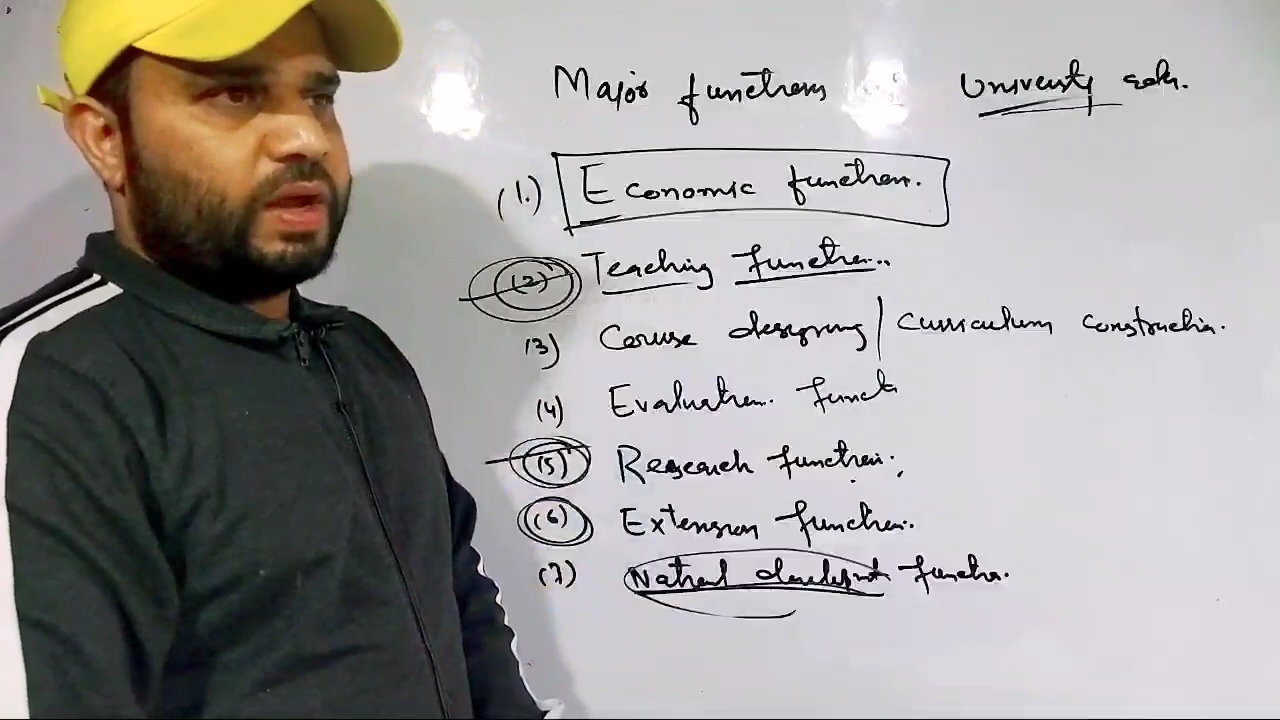 Major functions University
(1.) Economic function.
(2) Teaching function..
(3) Course designing / Curriculum construction.
(4) Evaluation. funct
(5) Research function.
(6) Extension function.
(7) National development function.